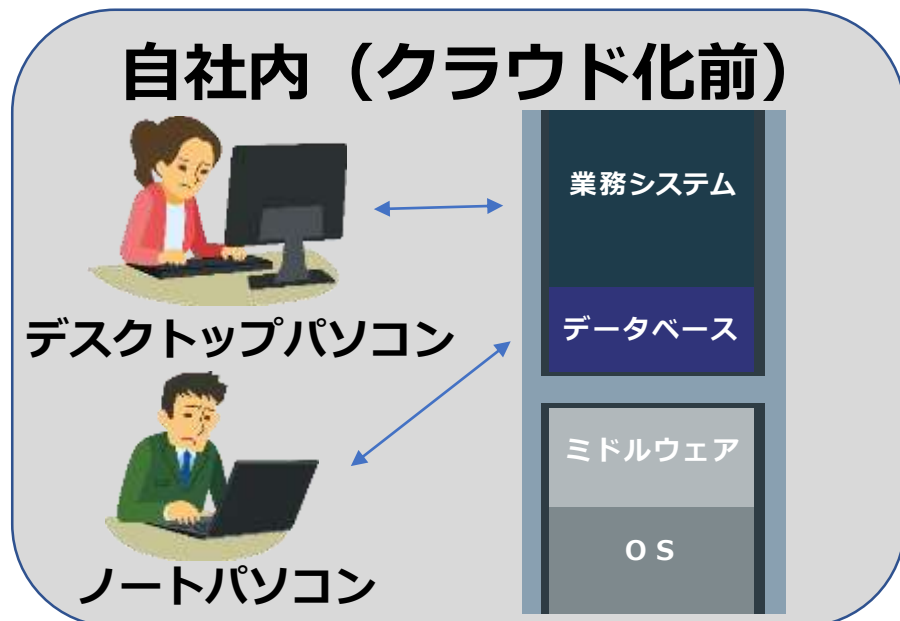 自社内（クラウド化前）
業務システム
データベース
デスクトップパソコン
ミドルウェア
ＯＳ
ノートパソコン